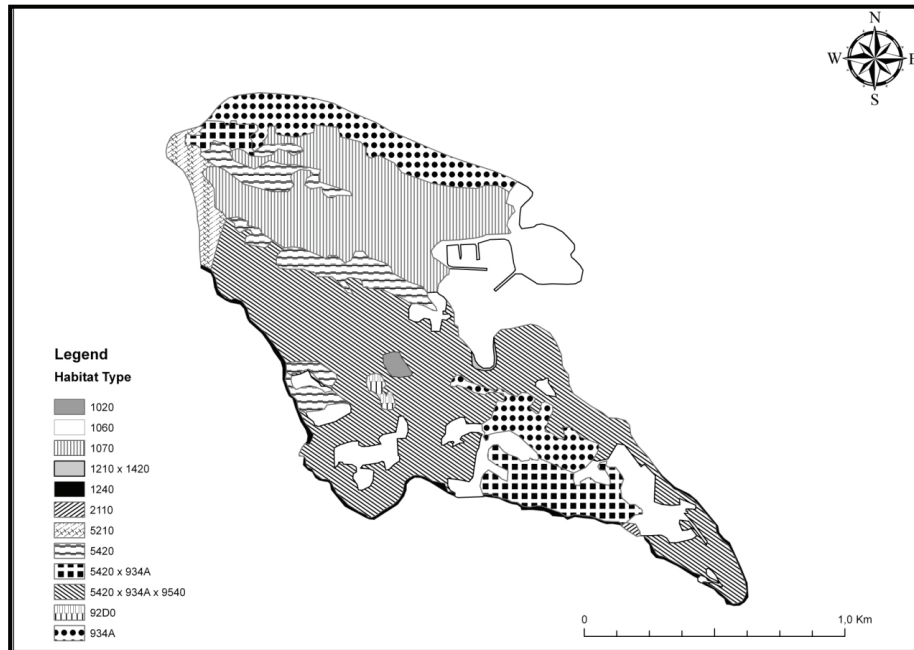 N
W E
S
Legend
Habitat Type
1020
1060
1070
1210 x 1420
1240
2110
5210
5420
5420 x 934A
5420 x 934A x 9540
92D0
934A
0 1,0 Km